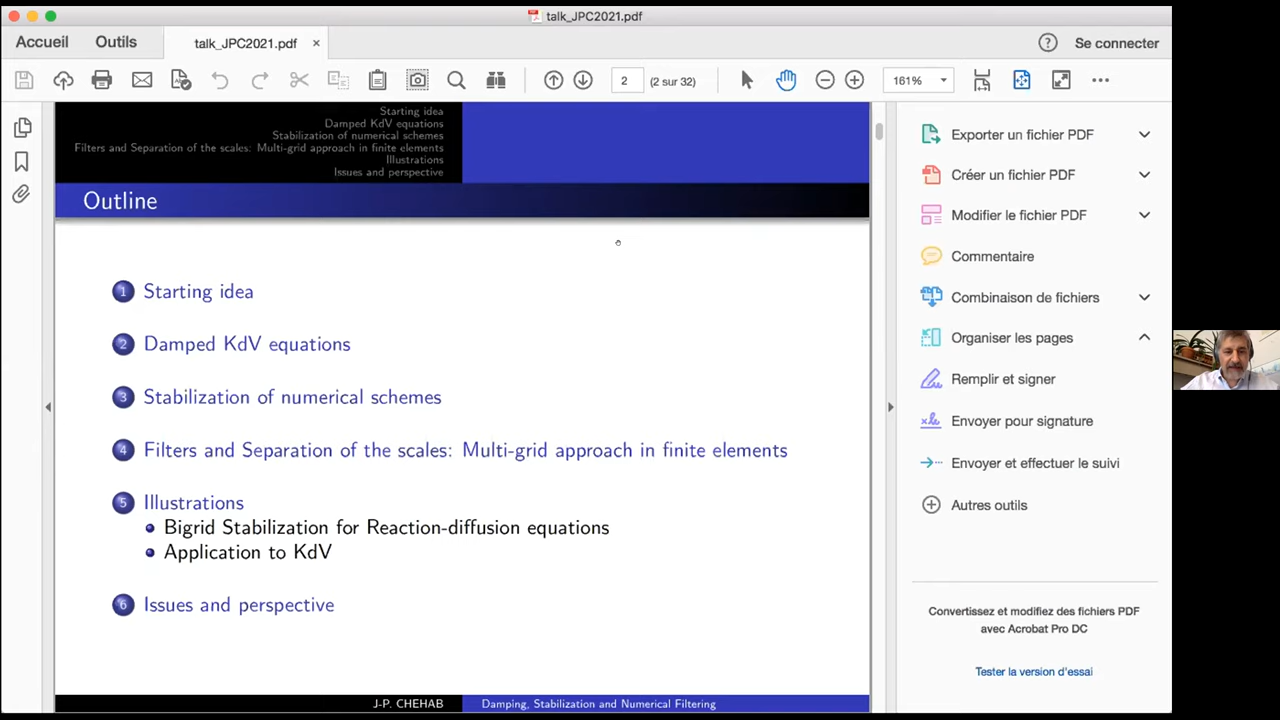 talk_JPC2021.pdf
Accueil
Outils
talk_JPC2021.pdf ×
Se connecter
2
(2 sur 32)
161%
Starting idea
Damped KdV equations
Stabilization of numerical schemes
Filters and Separation of the scales: Multi-grid approach in finite elements
Illustrations
Issues and perspective
Outline
1 Starting idea
2 Damped KdV equations
3 Stabilization of numerical schemes
4 Filters and Separation of the scales: Multi-grid approach in finite elements
5 Illustrations
Bigrid Stabilization for Reaction-diffusion equations
Application to KdV
6 Issues and perspective
J-P. CHEHAB
Damping, Stabilization and Numerical Filtering
Exporter un fichier PDF
Créer un fichier PDF
Modifier le fichier PDF
Commentaire
Combinaison de fichiers
Organiser les pages
Remplir et signer
Envoyer pour signature
Envoyer et effectuer le suivi
Autres outils
Convertissez et modifiez des fichiers PDF
avec Acrobat Pro DC
Tester la version d'essai